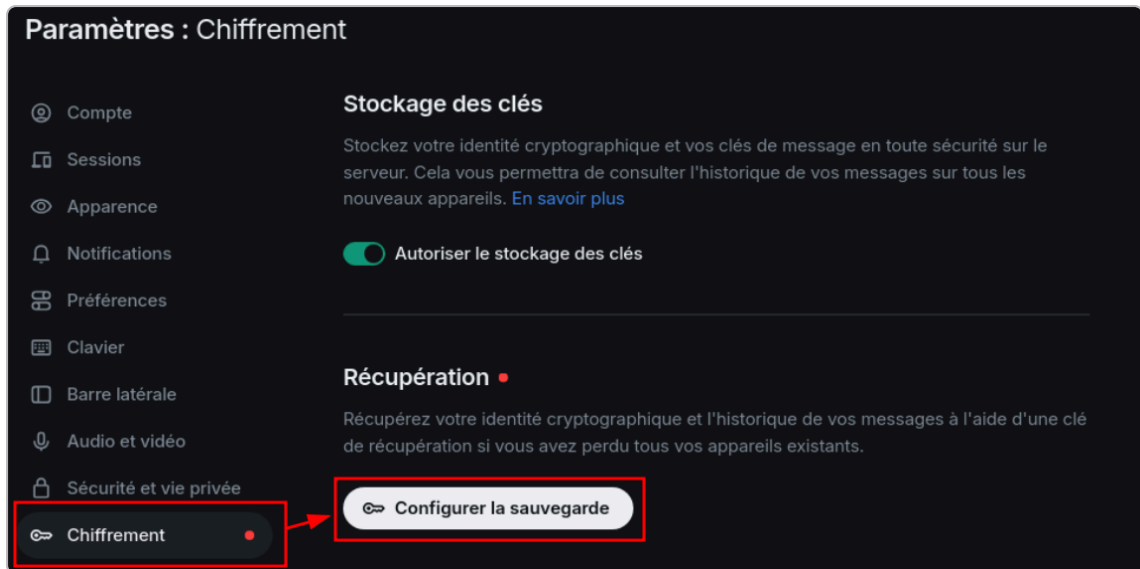 Paramètres : Chiffrement
Compte
Sessions
Apparence
Notifications
Préférences
Clavier
Barre latérale
Audio et vidéo
Sécurité et vie privée
Chiffrement
Stockage des clés
Stockez votre identité cryptographique et vos clés de message en toute sécurité sur le
serveur. Cela vous permettra de consulter l'historique de vos messages sur tous les
nouveaux appareils. En savoir plus
Autoriser le stockage des clés
Récupération
Récupérez votre identité cryptographique et l'historique de vos messages à l'aide d'une clé
de récupération si vous avez perdu tous vos appareils existants.
Configurer la sauvegarde